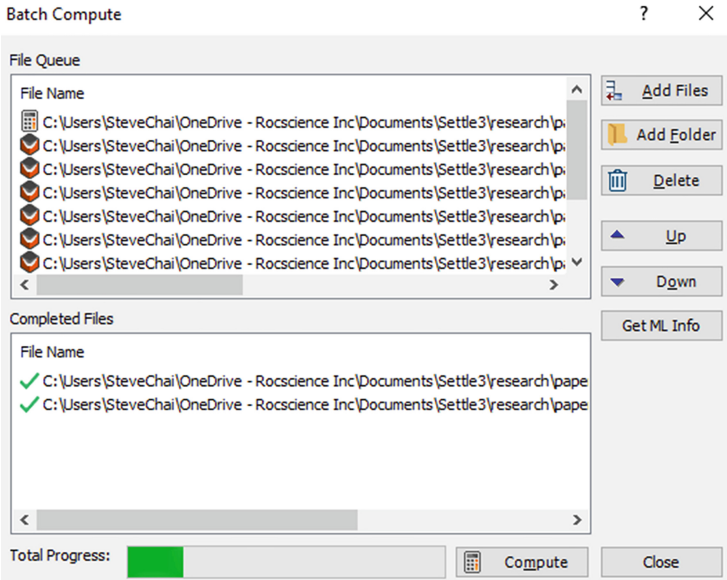 Batch Compute
? ×
File Queue
File Name
C:\Users\SteveChai\OneDrive - Rocscience Inc\Documents\Settle3\research\pa
C:\Users\SteveChai\OneDrive - Rocscience Inc\Documents\Settle3\research\pa
C:\Users\SteveChai\OneDrive - Rocscience Inc\Documents\Settle3\research\pa
C:\Users\SteveChai\OneDrive - Rocscience Inc\Documents\Settle3\research\pa
C:\Users\SteveChai\OneDrive - Rocscience Inc\Documents\Settle3\research\pa
C:\Users\SteveChai\OneDrive - Rocscience Inc\Documents\Settle3\research\pa
C:\Users\SteveChai\OneDrive - Rocscience Inc\Documents\Settle3\research\pa
Add Files
Add Folder
Delete
Up
Down
Get ML Info
Completed Files
File Name
C:\Users\SteveChai\OneDrive - Rocscience Inc\Documents\Settle3\research\pape
C:\Users\SteveChai\OneDrive - Rocscience Inc\Documents\Settle3\research\pape
Total Progress:
Compute
Close